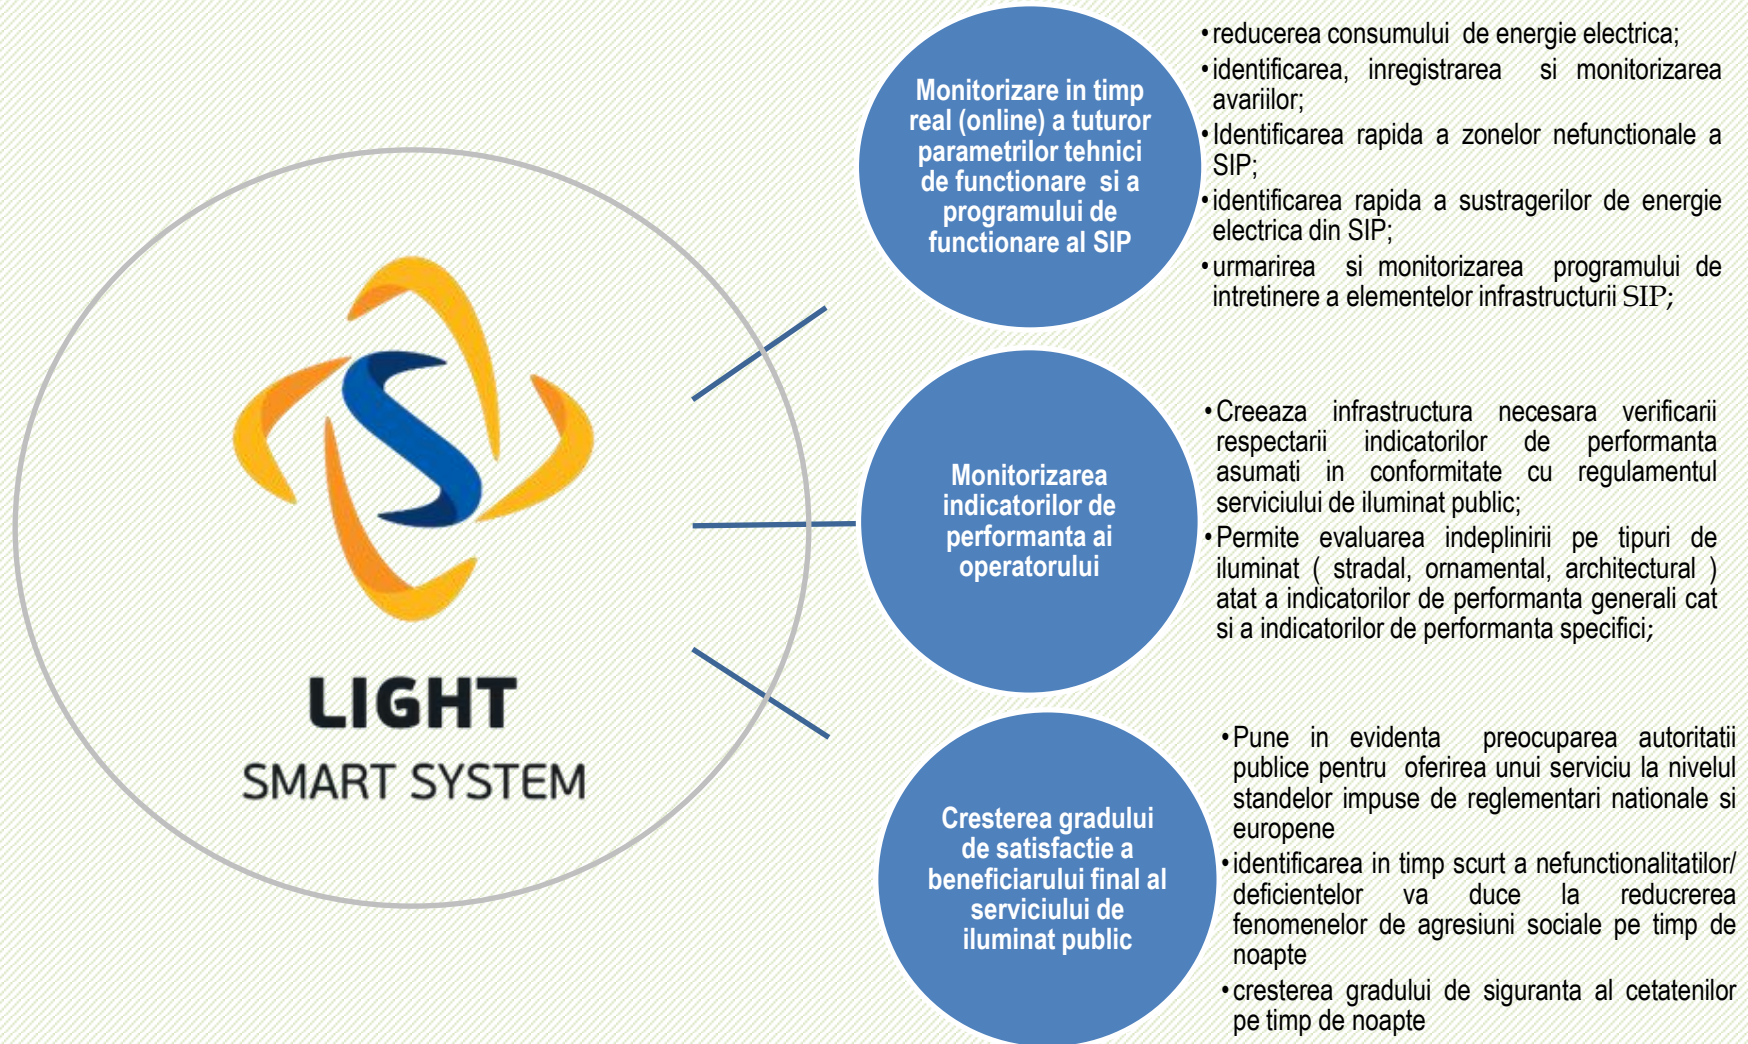 LIGHT
SMART SYSTEM
Monitorizare in timp
real (online) a tuturor
parametrilor tehnici
de functionare si a
programului de
functionare al SIP
•reducerea consumului de energie electrica;
•identificarea, inregistrarea si monitorizarea
avariilor;
•Identificarea rapida a zonelor nefunctionale a
SIP;
•identificarea rapida a sustragerilor de energie
electrica din SIP;
•urmarirea si monitorizarea programului de
intretinere a elementelor infrastructurii SIP;
Monitorizarea
indicatorilor de
performanta ai
operatorului
•Creeaza infrastructura necesara verificarii
respectarii indicatorilor de performanta
asumati in conformitate cu regulamentul
serviciului de iluminat public;
•Permite evaluarea indeplinirii pe tipuri de
iluminat ( stradal, ornamental, architectural )
atat a indicatorilor de performanta generali cat
si a indicatorilor de performanta specifici;
Cresterea gradului
de satisfactie a
beneficiarului final al
serviciului de
iluminat public
•Pune in evidenta preocuparea autoritatii
publice pentru oferirea unui serviciu la nivelul
standelor impuse de reglementari nationale si
europene
•identificarea in timp scurt a nefunctionalitatilor/
deficientelor va duce la reducrerea
fenomenelor de agresiuni sociale pe timp de
noapte
•cresterea gradului de siguranta al cetatenilor
pe timp de noapte